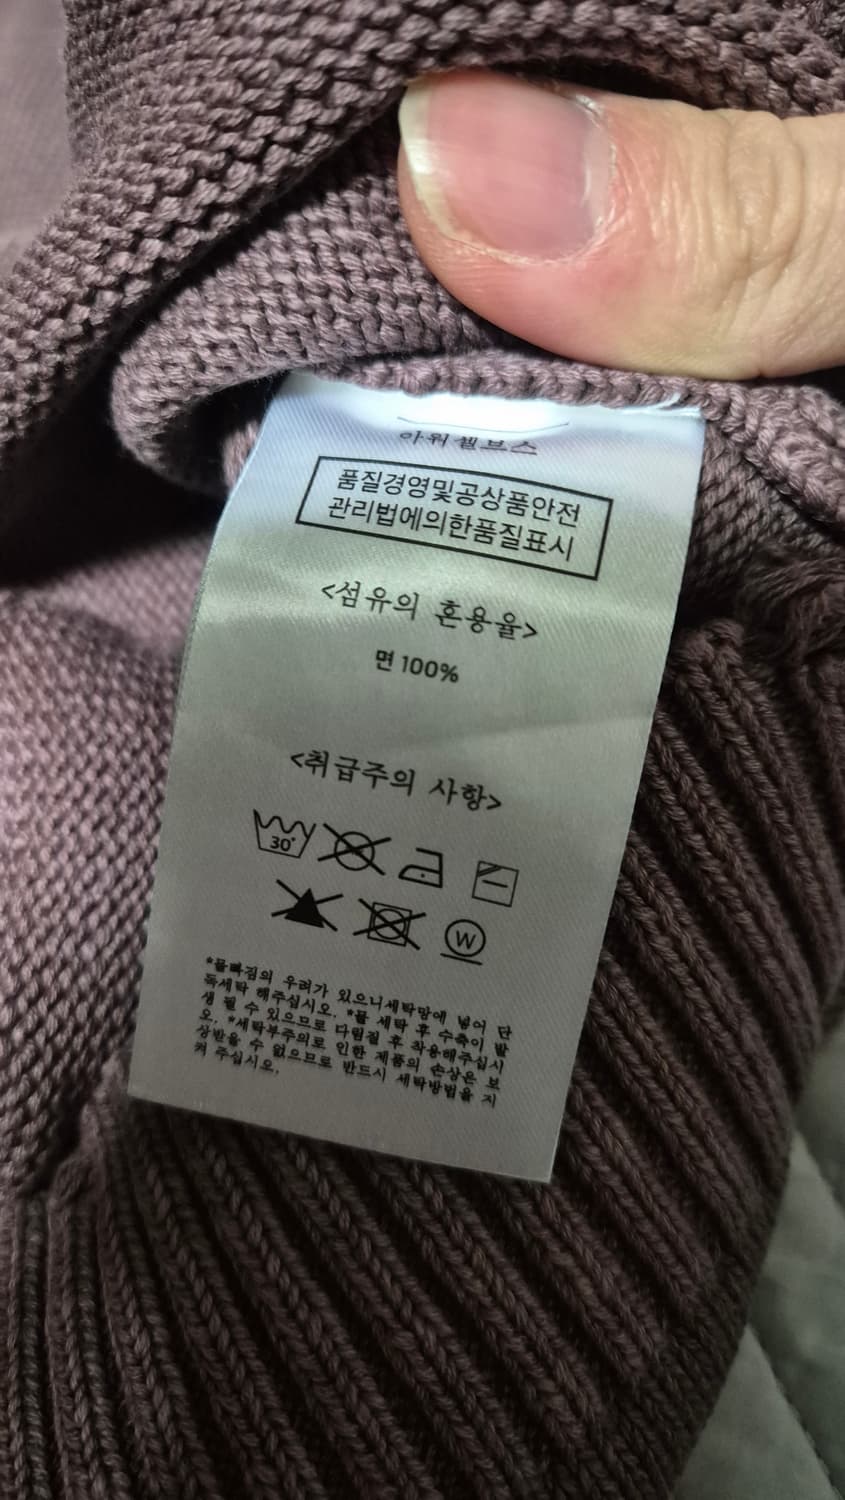 아워셀브스
품질경영및공상품안전
관리법에의한품질표시
<섬유의 혼용율>
면 100%
<취급주의 사항>
30°
W
*물빠짐의 우려가 있으니세탁망에 넣어 단
독세탁 해주십시오. *물 세탁 후 수축이 발
생 될 수 있으므로 다림질 후 착용해주십시
오. *세탁부주의로 인한 제품의 손상은 보
상받을 수 없으므로 반드시 세탁방법을 지
켜 주십시오.